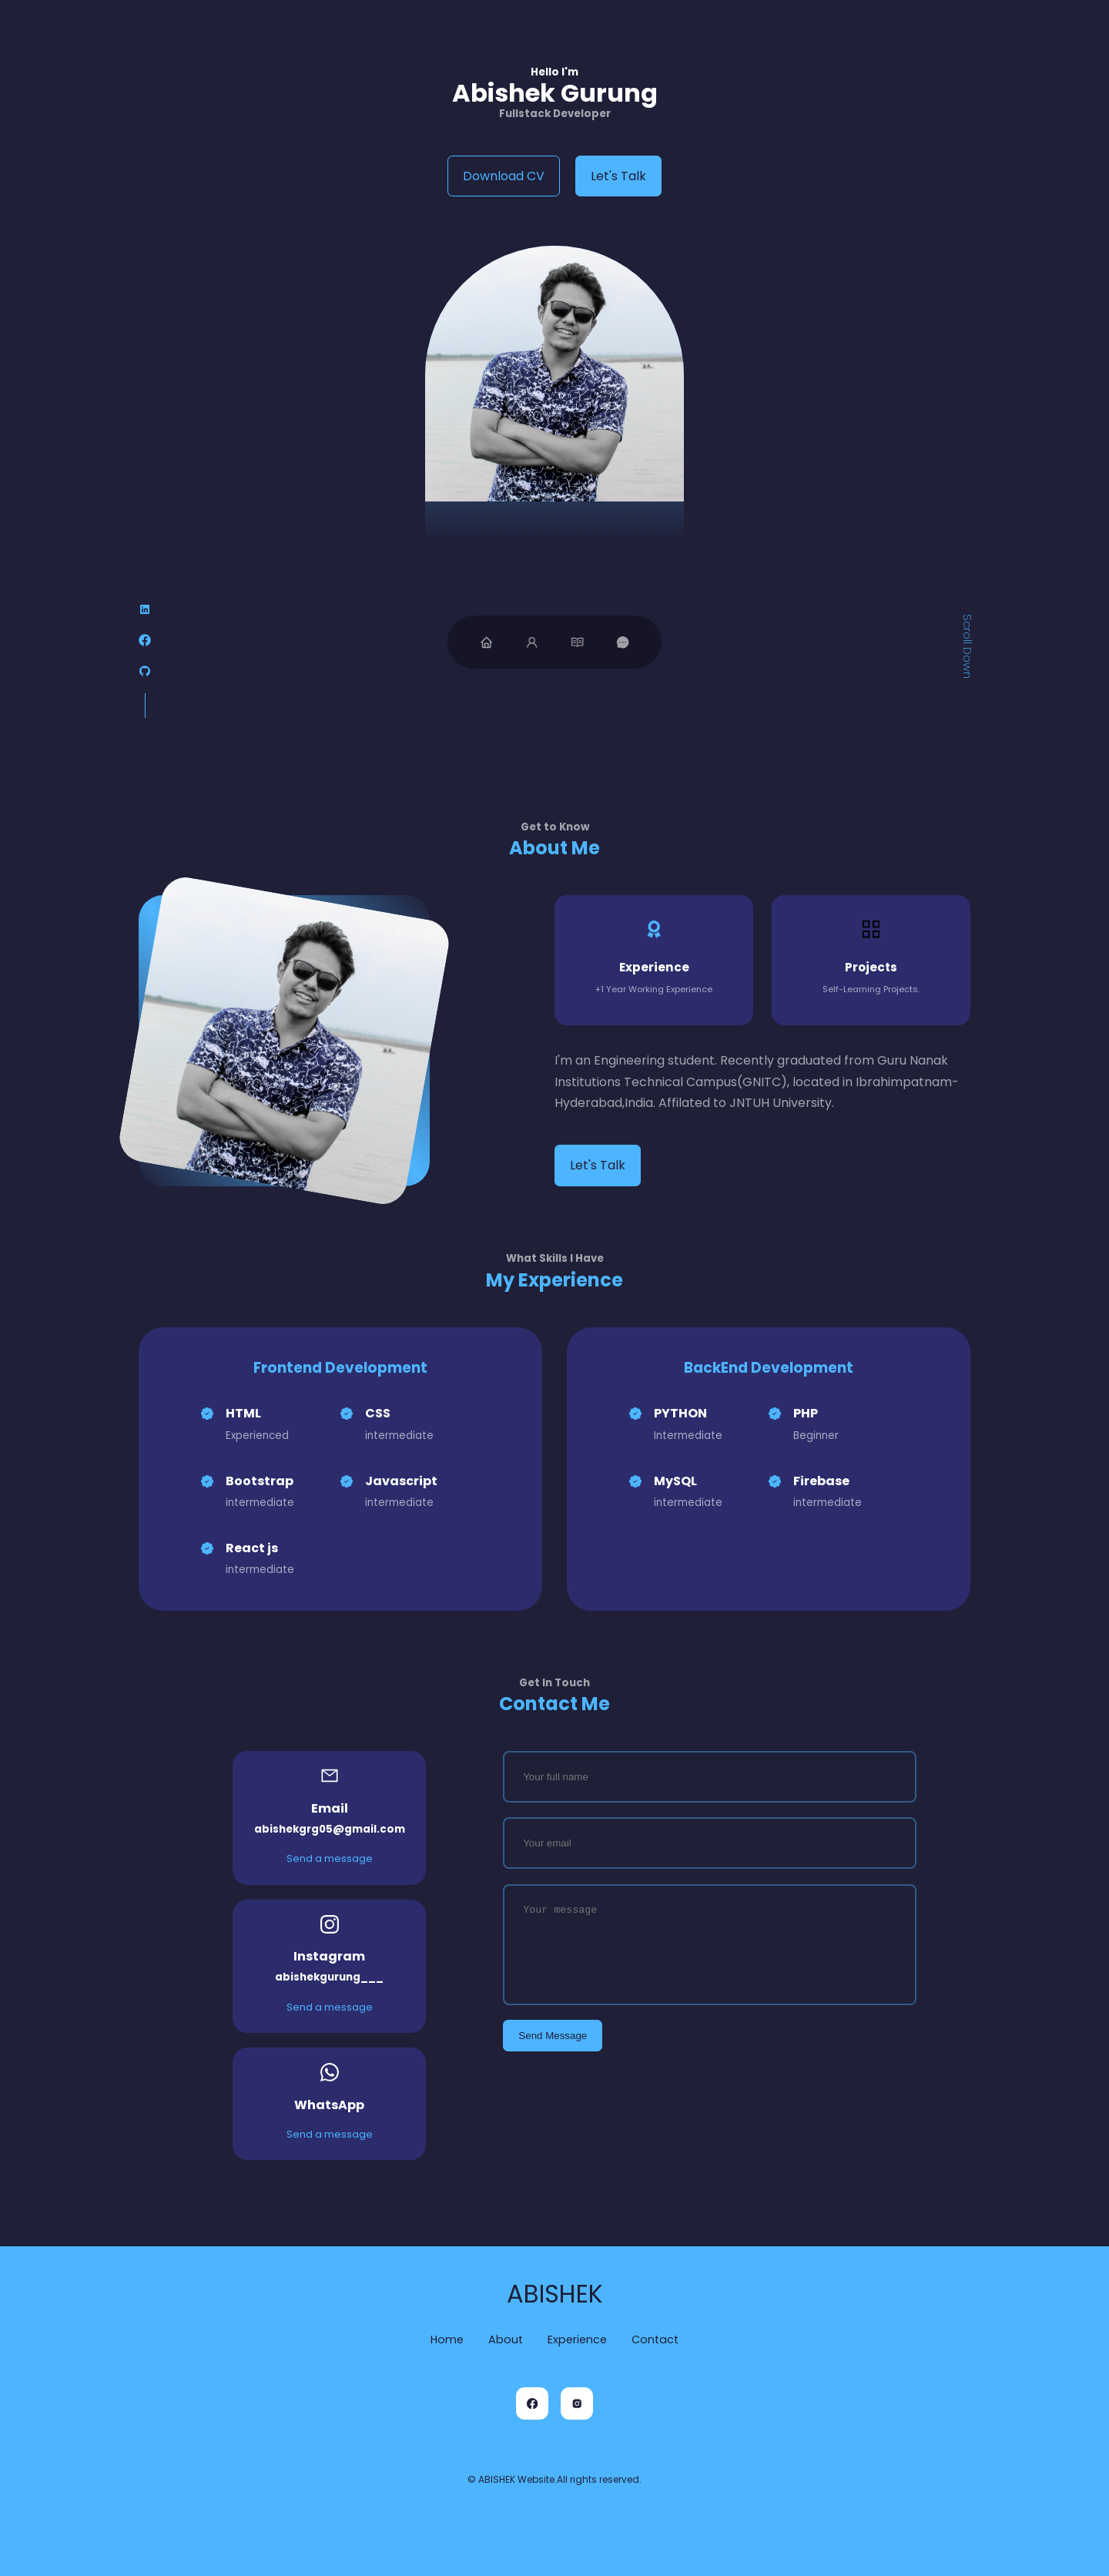 Hello I'm
Abishek Gurung
Fullstack Developer
Download CV
Let's Talk
Scroll Down
Get to Know
About Me
Experience
+1 Year Working Experience
Projects
Self-Learning Projects.
I'm an Engineering student. Recently graduated from Guru Nanak
Institutions Technical Campus(GNITC), located in Ibrahimpatnam-
Hyderabad,India. Affilated to JNTUH University.
Let's Talk
What Skills I Have
My Experience
Frontend Development
HTML
Experienced
CSS
intermediate
Bootstrap
intermediate
Javascript
intermediate
React js
intermediate
BackEnd Development
PYTHON
Intermediate
PHP
Beginner
MySQL
intermediate
Firebase
intermediate
Get In Touch
Contact Me
Email
abishekgrg05@gmail.com
Send a message
Instagram
abishekgurung___
Send a message
WhatsApp
Send a message
Your full name
Your email
Your message
Send Message
ABISHEK
Home
About
Experience
Contact
© ABISHEK Website.All rights reserved.